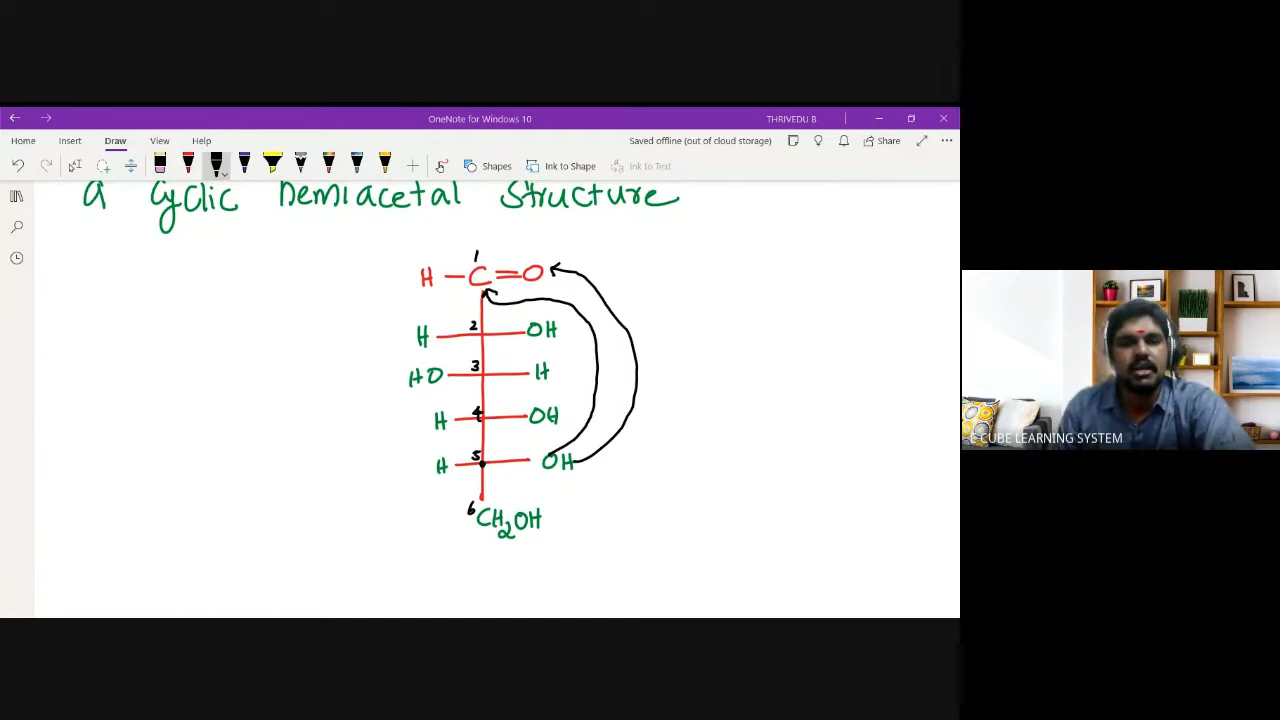 OneNote for Windows 10
THRIVEDU B
Home Insert Draw View Help
Saved offline (out of cloud storage)
Share
Shapes
Ink to Shape
Ink to Text
a Cyclic Hemiacetal Structure
1
H – C = O
H 2 OH
HO 3 H
H 4 OH
H 5 OH
6 CH2OH
E CUBE LEARNING SYSTEM